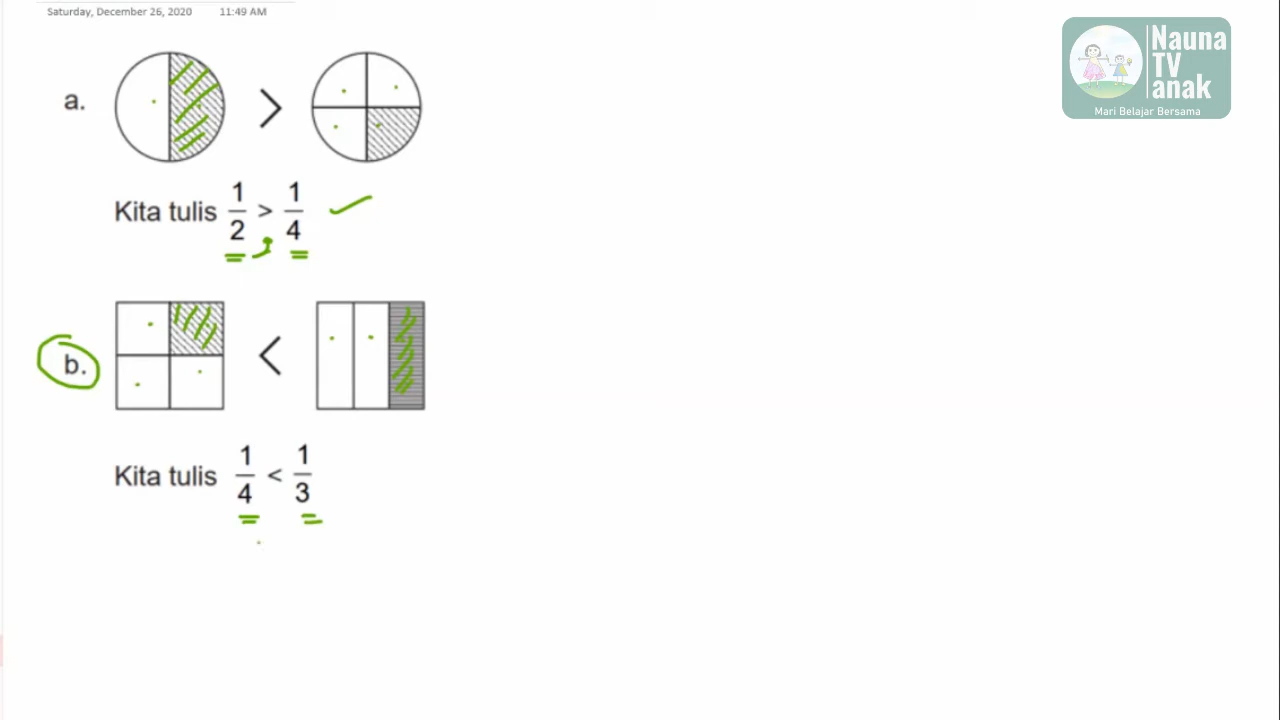 Saturday, December 26, 2020 11:49 AM
Nauna
TV
anak
Mari Belajar Bersama
a. >
Kita tulis 1/2 > 1/4
b. <
Kita tulis 1/4 < 1/3